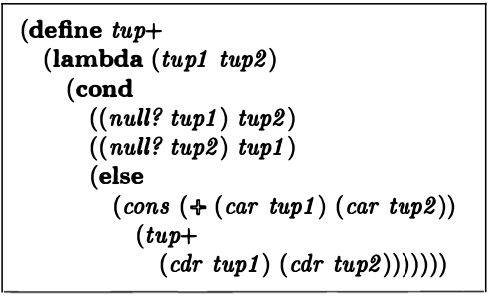 (define tup+
(lambda (tup1 tup2)
(cond
((null? tup1) tup2)
((null? tup2) tup1)
(else
(cons (+ (car tup1) (car tup2))
(tup+
(cdr tup1) (cdr tup2)))))))